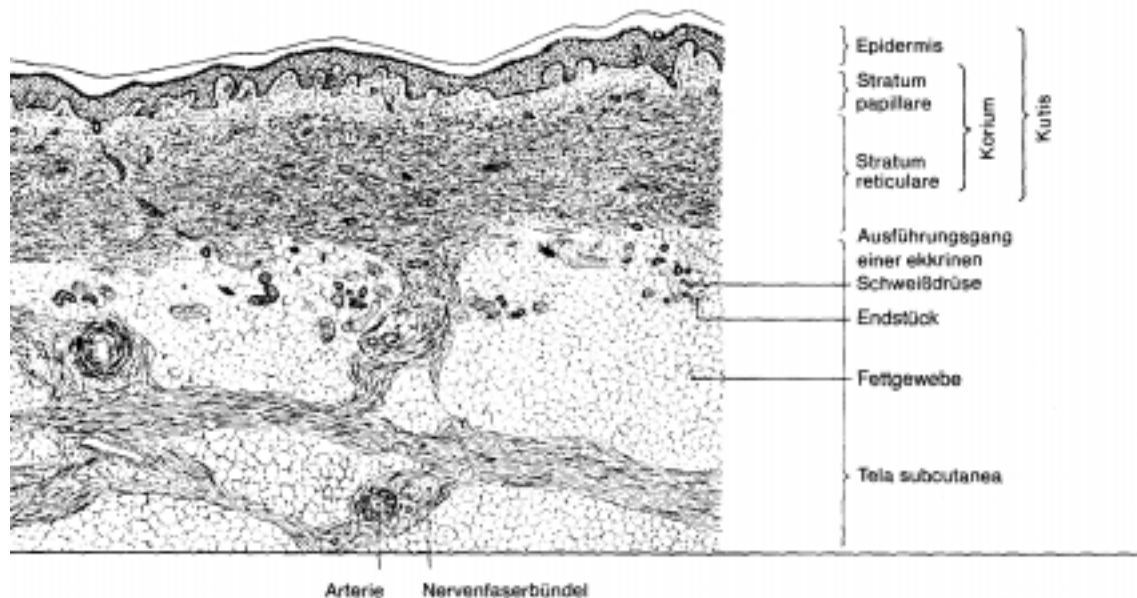 Epidermis
Stratum
papillare
Korium
Kutis
Stratum
reticulare
Ausführungsgang
einer ekkrinen
Schweißdrüse
Endstück
Fettgewebe
Tela subcutanea
Arterie
Nervenfaserbündel